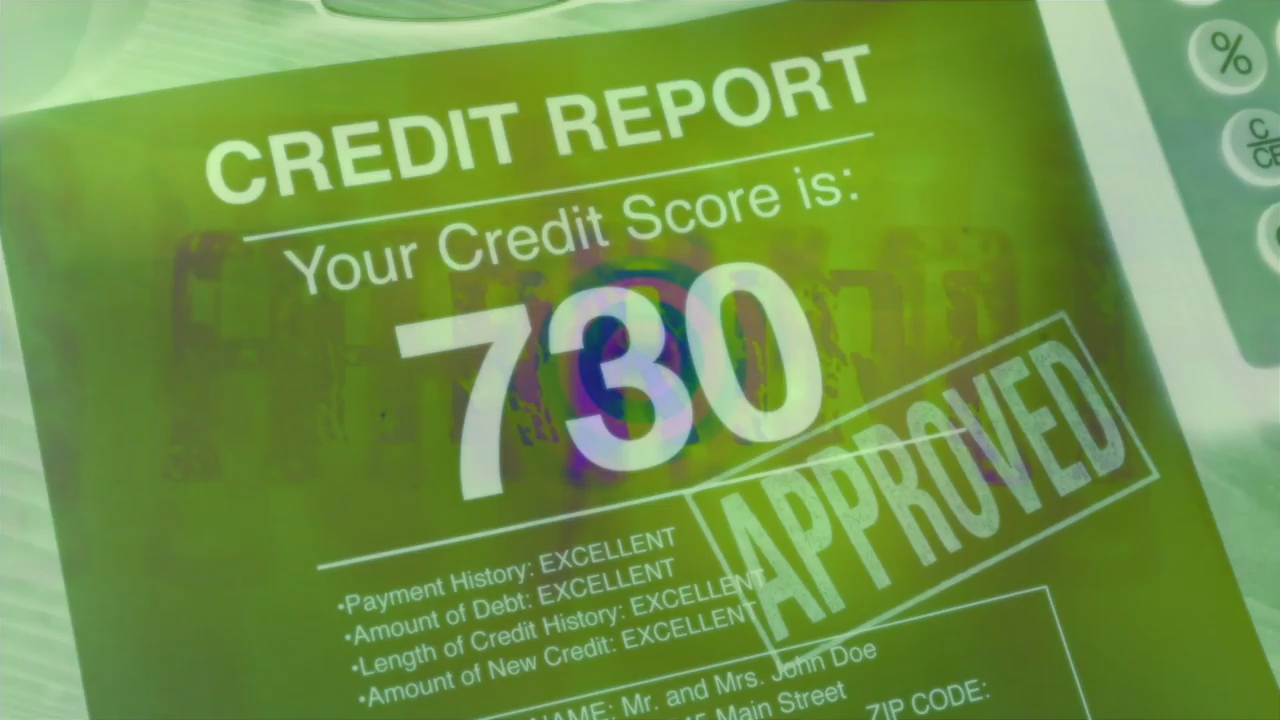 CREDIT REPORT
Your Credit Score is:
730
APPROVED
•Payment History: EXCELLENT
•Amount of Debt: EXCELLENT
•Length of Credit History: EXCELLENT
•Amount of New Credit: EXCELLENT
NAME: Mr. and Mrs. John Doe
Main Street
ZIP CODE:
%
C
CE